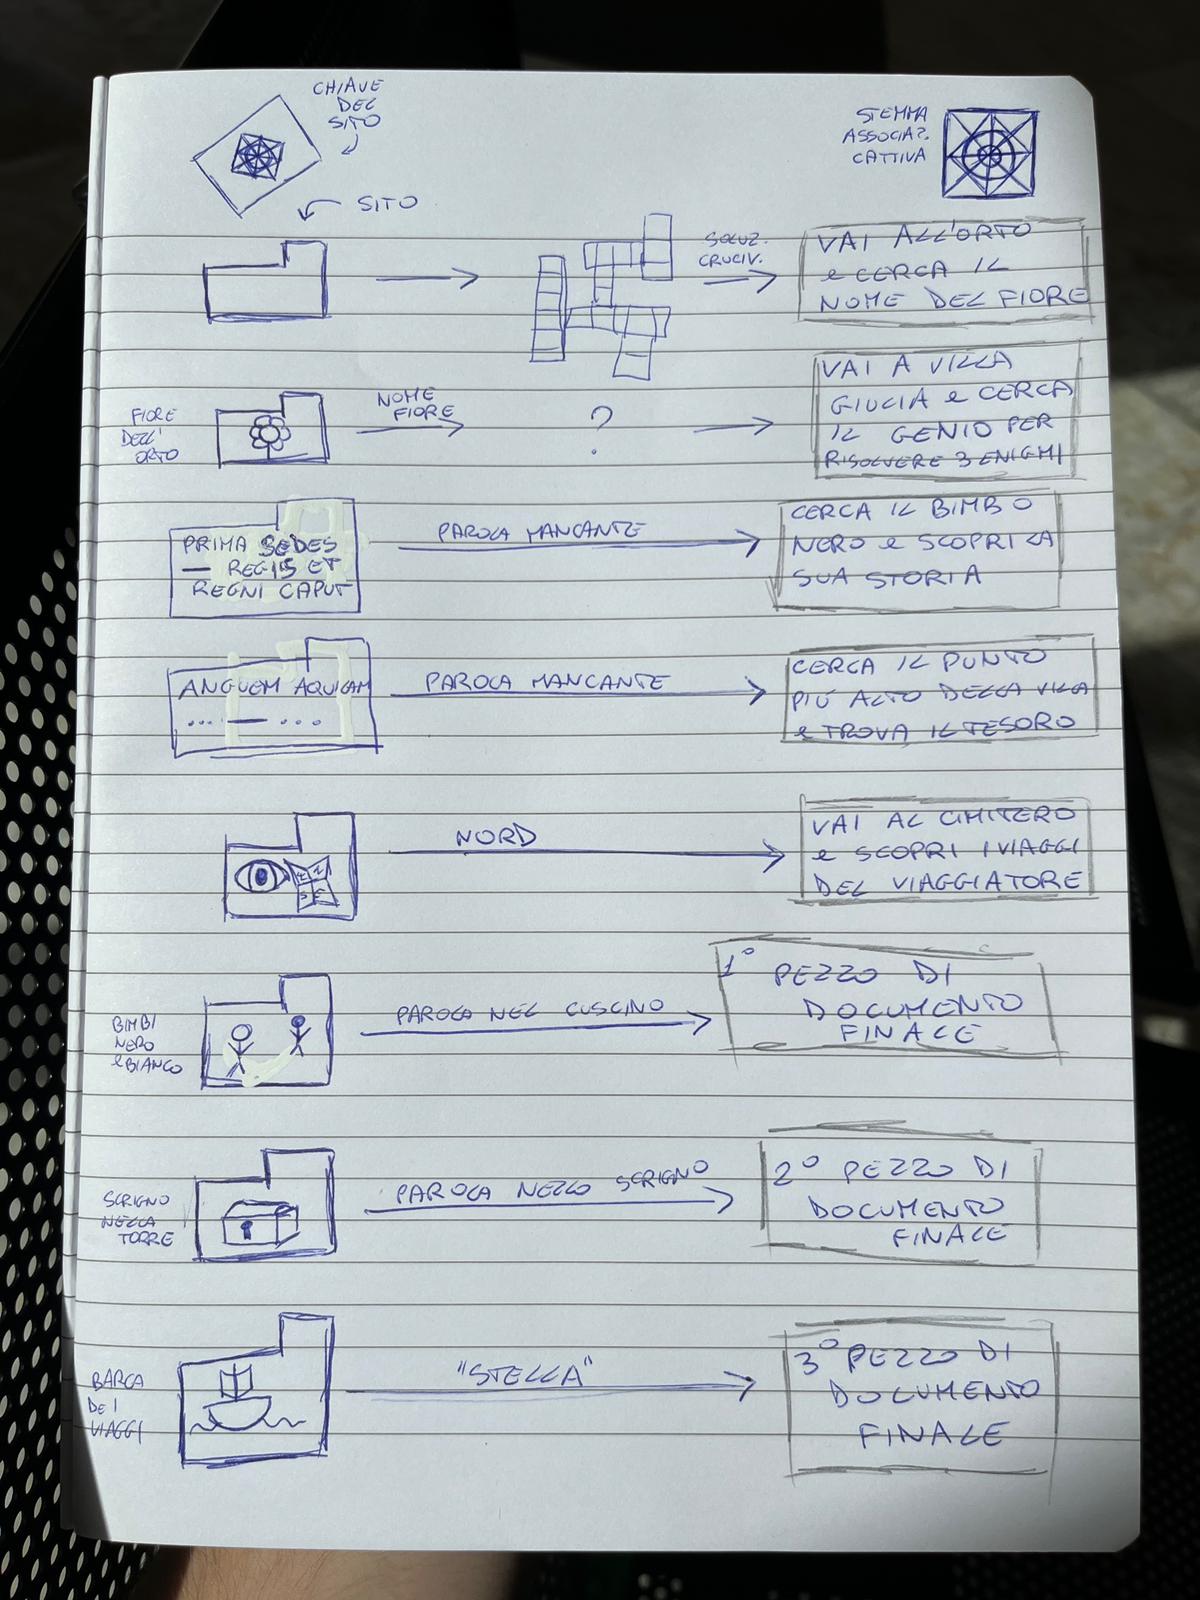 CHIAVE
DEL
SITO
STEMMA
ASSOCIAZ.
CATTIVA
SITO
SOLUZ.
CRUCIV.
VAI ALL'ORTO
e CERCA IL
NOME DEL FIORE
FIORE
DELL'
ORTO
NOME
FIORE
?
VAI A VILLA
GIULIA e CERCA
IL GENIO PER
RISOLVERE 3 ENIGMI
PRIMA SEDES
— REGIS ET
REGNI CAPUT
PAROLA MANCANTE
CERCA IL BIMBO
NERO e SCOPRI LA
SUA STORIA
ANGUEM AQUILAM
... — ...
PAROLA MANCANTE
CERCA IL PUNTO
PIÚ ALTO DELLA VILLA
e TROVA IL TESORO
NORD
VAI AL CIMITERO
e SCOPRI I VIAGGI
DEL VIAGGIATORE
BIMBI
NERO
e BIANCO
PAROLA NEL CUSCINO
1° PEZZO DI
DOCUMENTO
FINALE
SCRIGNO
NELLA
TORRE
PAROLA NELLO SCRIGNO
2° PEZZO DI
DOCUMENTO
FINALE
BARCA
DEI
VIAGGI
"STELLA"
3° PEZZO DI
DOCUMENTO
FINALE